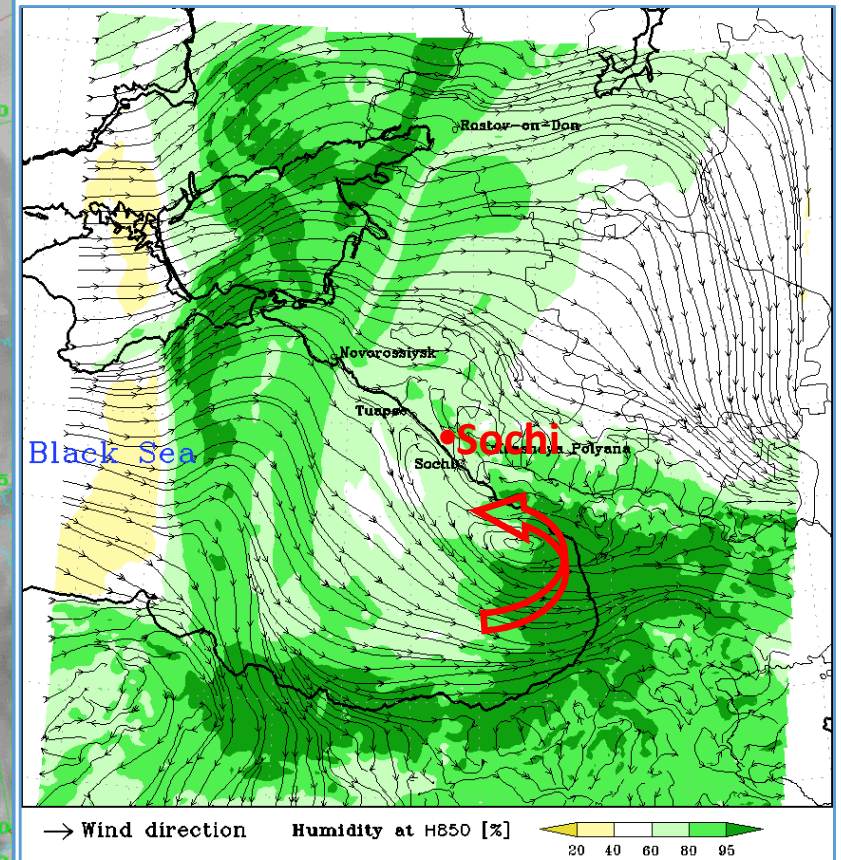 Rostov-on-Don
Novorossiysk
Tuapse
Sochi
Polyana
Sochi
Black Sea
Wind direction
Humidity at H850 [%]
20 40 60 80 95